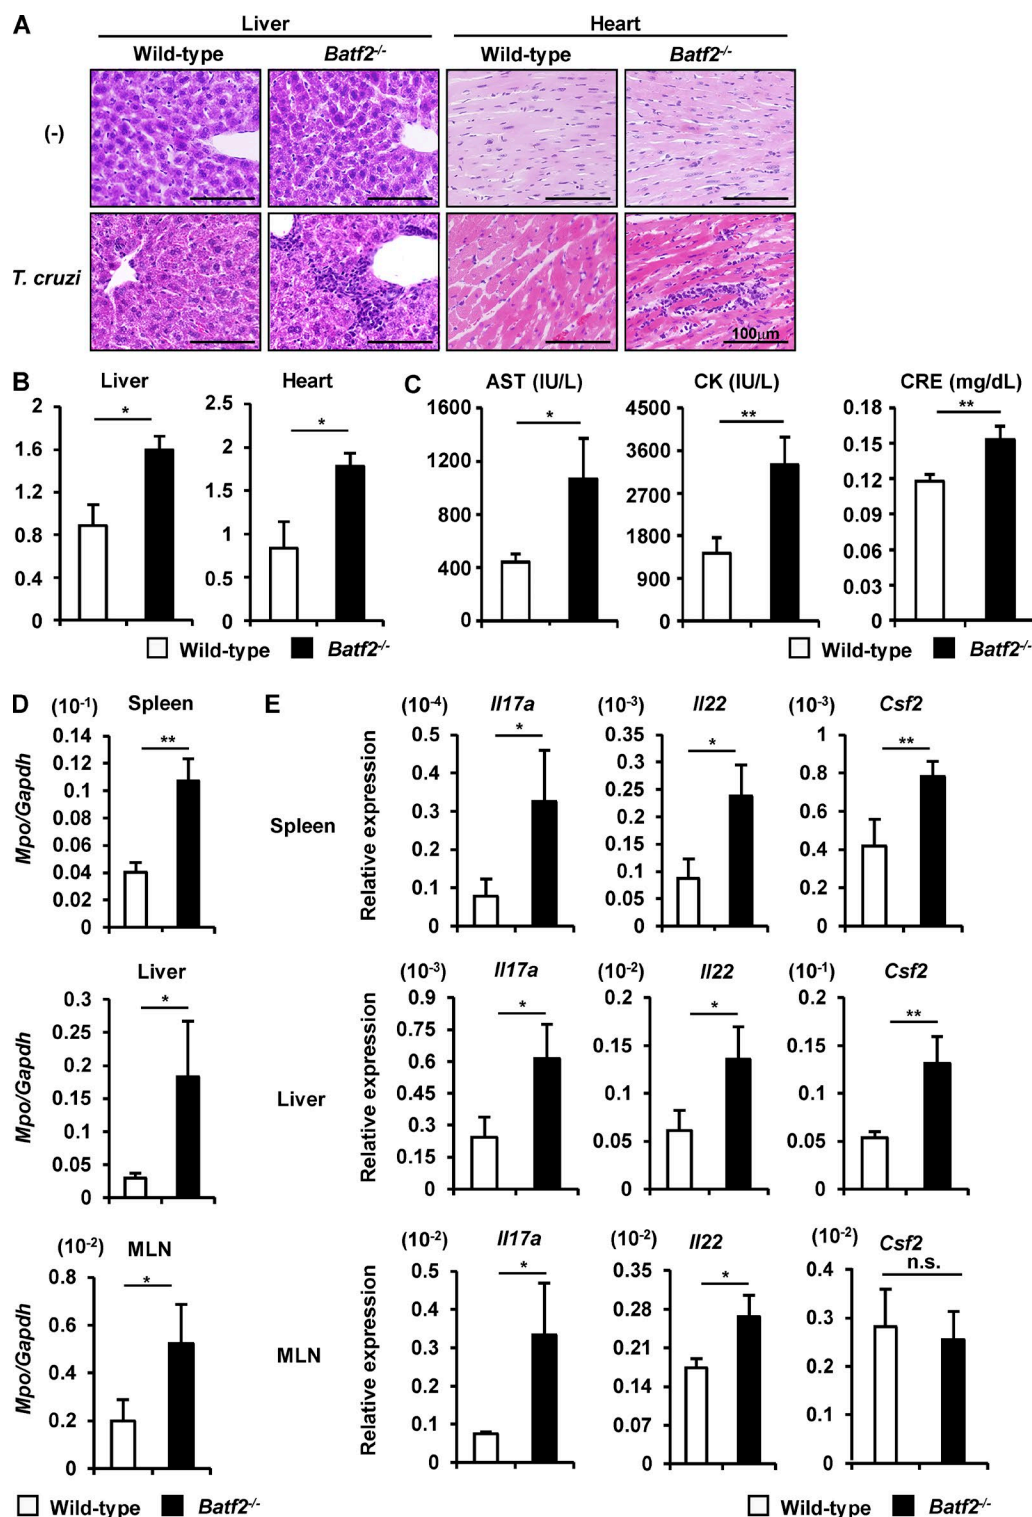 A
Liver
Heart
Wild-type
Batf2-/-
Wild-type
Batf2-/-
(-)
T. cruzi
100μm
B
Liver
Heart
C
AST (IU/L)
CK (IU/L)
CRE (mg/dL)
2
1.6
1.2
0.8
0.4
0
*
2.5
2
1.5
1
0.5
0
*
1600
1200
800
400
0
*
4500
3600
2700
1800
900
0
**
0.18
0.15
0.12
0.09
0.06
0.03
0
**
Wild-type
Batf2-/-
Wild-type
Batf2-/-
D
(10-1)
Spleen
Mpo/Gapdh
0.14
0.12
0.1
0.08
0.06
0.04
0.02
0
**
Liver
Mpo/Gapdh
0.3
0.25
0.2
0.15
0.1
0.05
0
*
(10-2)
MLN
Mpo/Gapdh
0.8
0.6
0.4
0.2
0
*
Wild-type
Batf2-/-
E
Spleen
Relative expression
(10-4)
Il17a
0.5
0.4
0.3
0.2
0.1
0
*
(10-3)
Il22
0.35
0.3
0.25
0.2
0.15
0.1
0.05
0
*
(10-3)
Csf2
1
0.8
0.6
0.4
0.2
0
**
Liver
Relative expression
(10-3)
Il17a
0.9
0.75
0.6
0.45
0.3
0.15
0
*
(10-2)
Il22
0.2
0.15
0.1
0.05
0
*
(10-1)
Csf2
0.2
0.15
0.1
0.05
0
**
MLN
Relative expression
(10-2)
Il17a
0.5
0.4
0.3
0.2
0.1
0
*
(10-2)
Il22
0.35
0.28
0.21
0.14
0.07
0
*
(10-2)
Csf2
n.s.
0.4
0.3
0.2
0.1
0
Wild-type
Batf2-/-